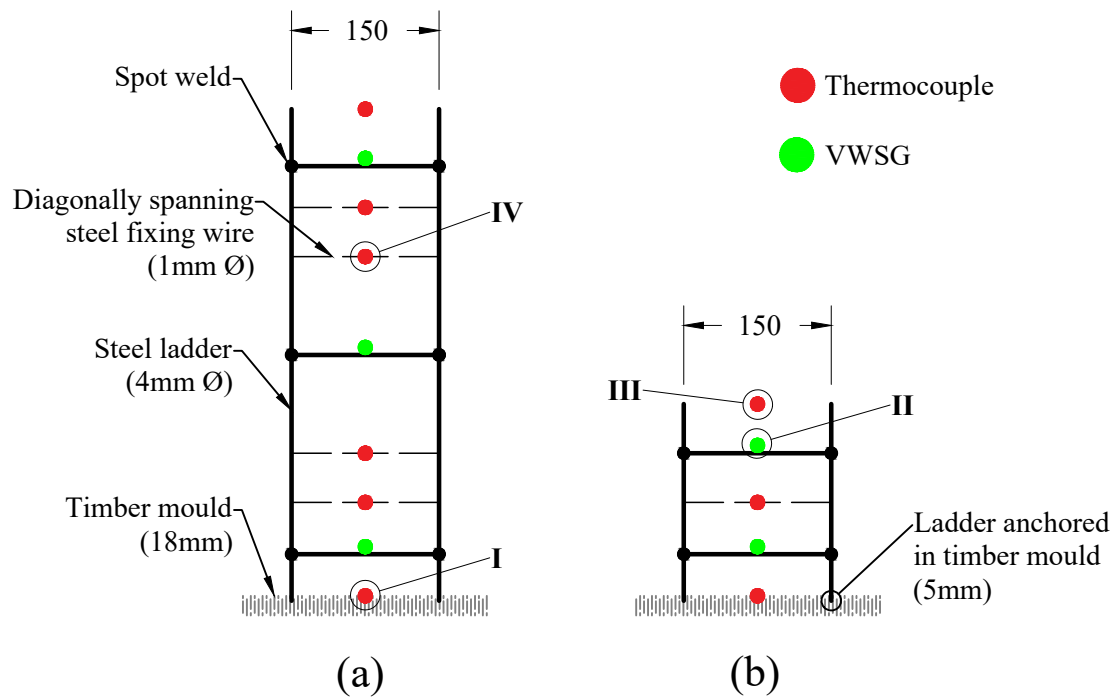 150
Spot weld
Thermocouple
VWSG
Diagonally spanning
steel fixing wire
(1mm Ø)
IV
Steel ladder
(4mm Ø)
150
III
II
Timber mould
(18mm)
I
Ladder anchored
in timber mould
(5mm)
(a)
(b)